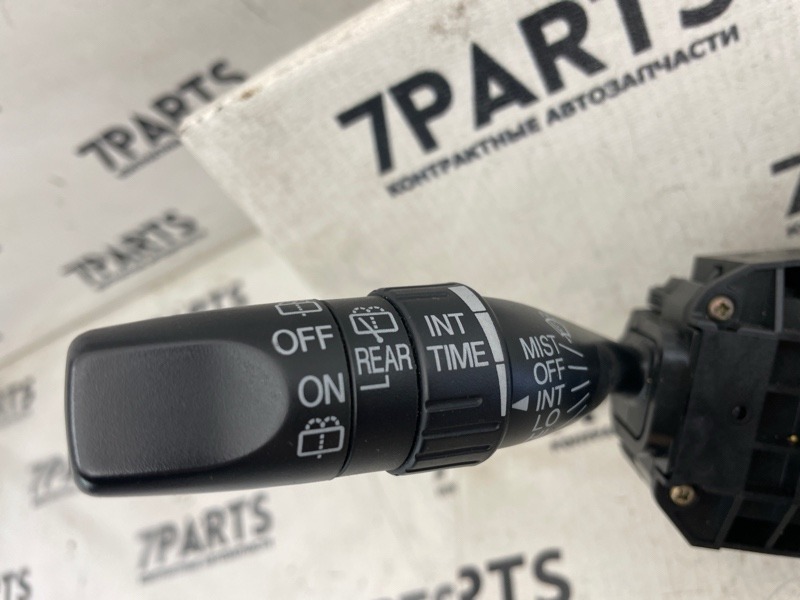 7PARTS
КОНТРАКТНЫЕ АВТОЗАПЧАСТИ
7PARTS
7PARTS
OFF
ON
REAR
INT
TIME
MIST
OFF
INT
LO
7PARTS